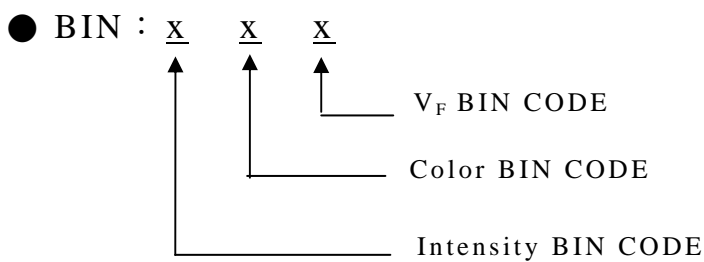 ● BIN：x x x
V_F BIN CODE
Color BIN CODE
Intensity BIN CODE